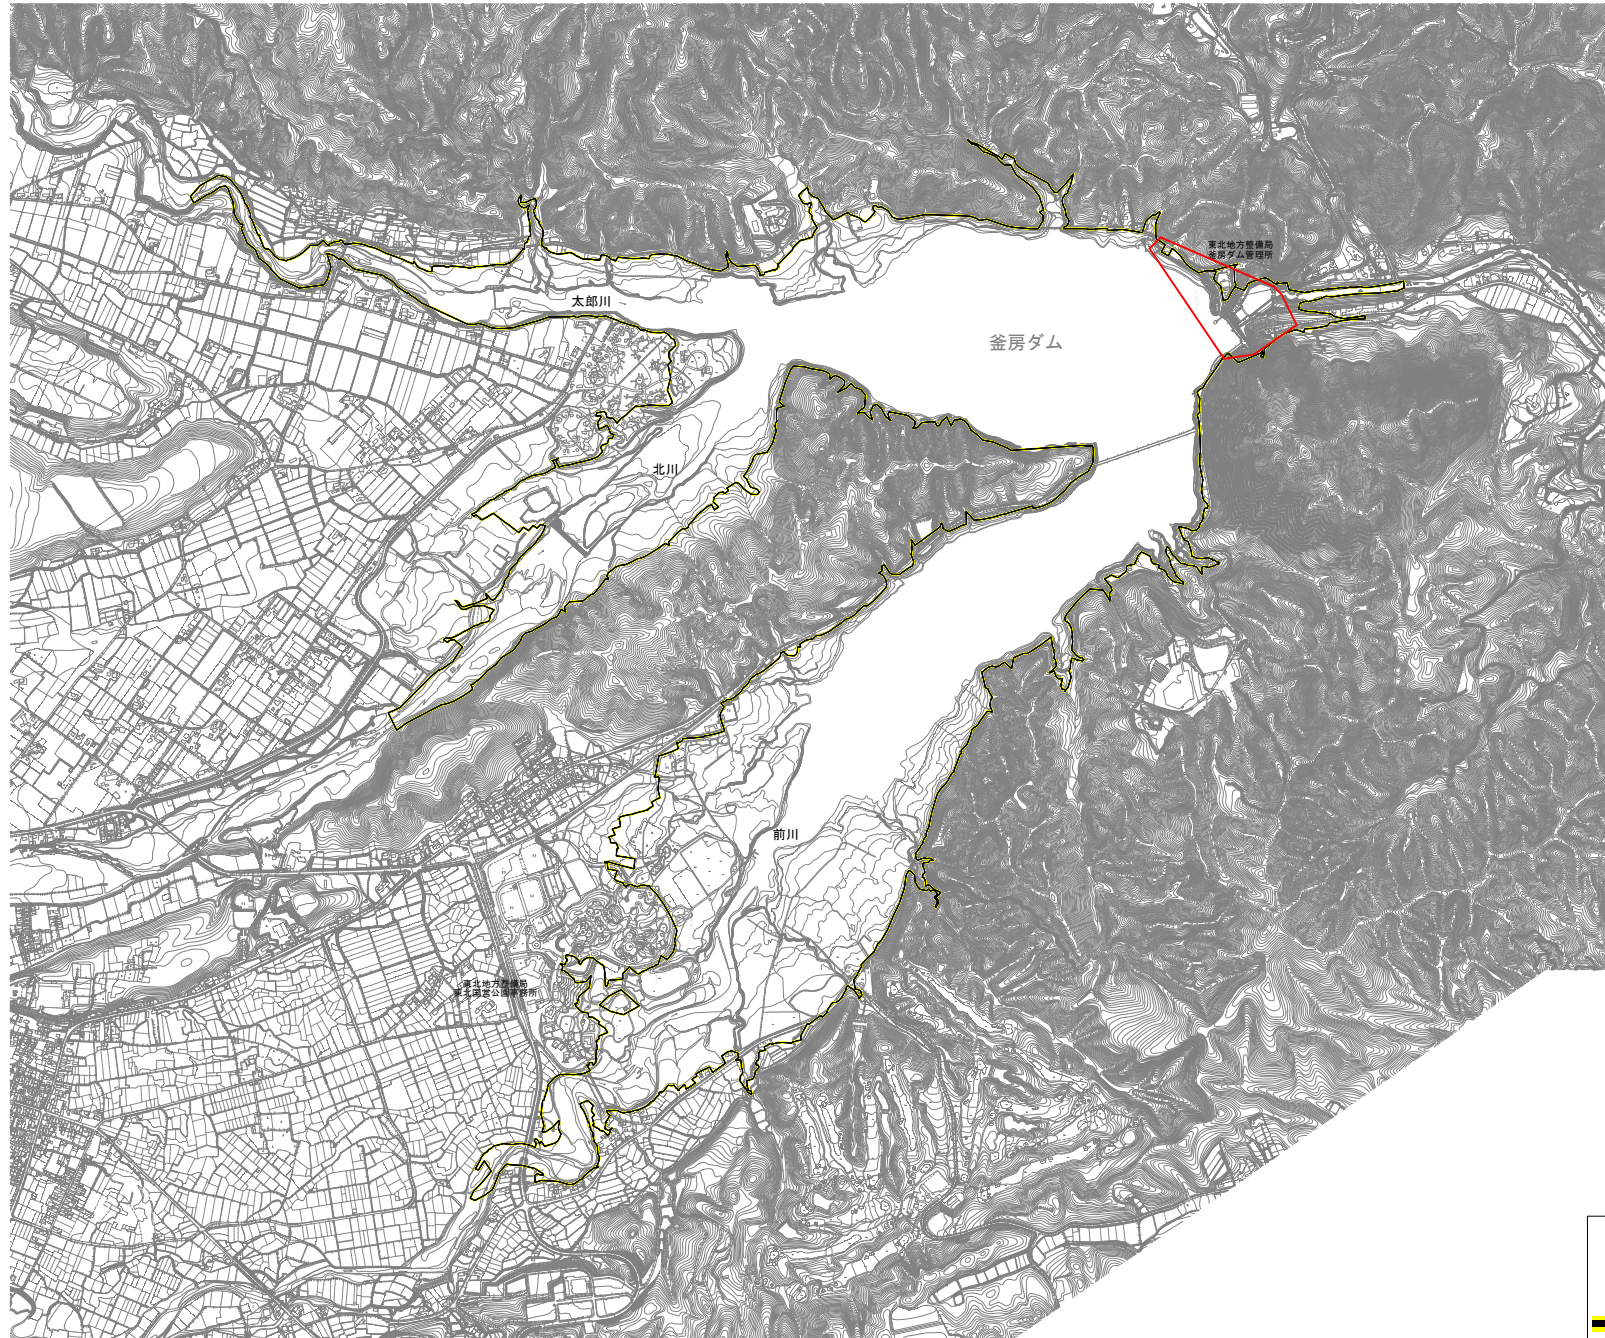 東北地方整備局
釜房ダム管理所
太郎川
釜房ダム
北川
前川
東北地方整備局
東北国営公園事務所